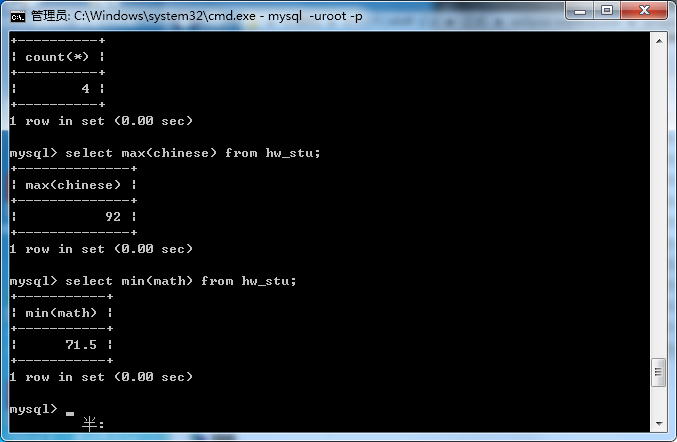 管理员: C:\Windows\system32\cmd.exe - mysql  -uroot -p
+----------+
¦ count(*) ¦
+----------+
¦        4 ¦
+----------+
1 row in set (0.00 sec)
mysql> select max(chinese) from hw_stu;
+--------------+
¦ max(chinese) ¦
+--------------+
¦           92 ¦
+--------------+
1 row in set (0.00 sec)
mysql> select min(math) from hw_stu;
+-----------+
¦ min(math) ¦
+-----------+
¦      71.5 ¦
+-----------+
1 row in set (0.00 sec)
mysql> _
半: